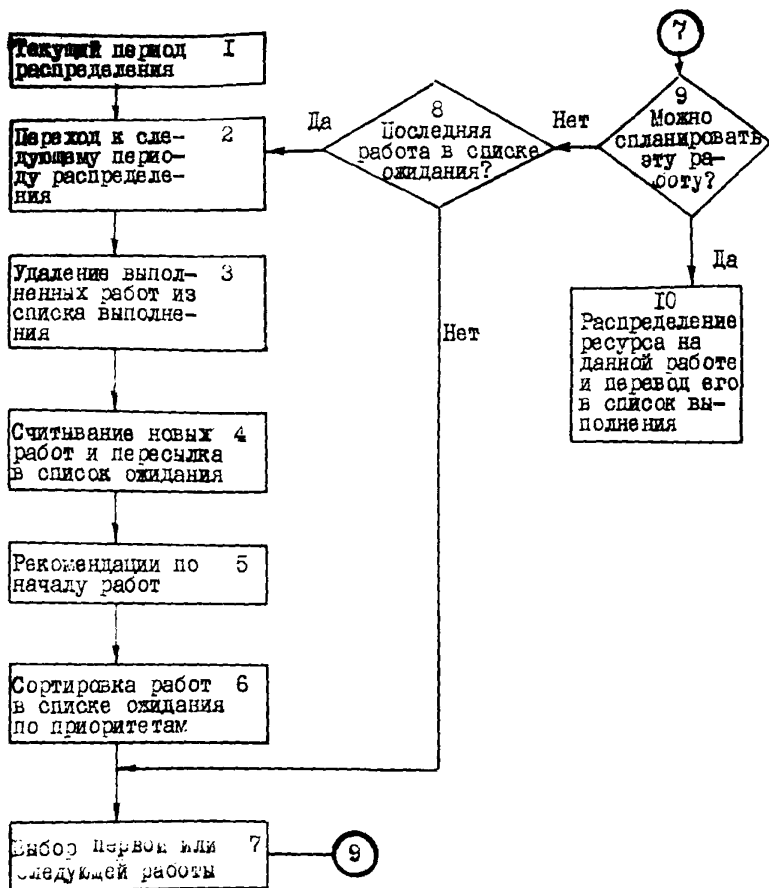 Текущий период 1
распределения
Переход к сле- 2
дующему перио-
ду распределе-
ния
Удаление выпол- 3
ненных работ из
списка выполне-
ния
Считывание новых 4
работ и пересылка
в список ожидания
Рекомендации по 5
началу работ
Сортировка работ 6
в списке ожидания
по приоритетам
Выбор первой или 7
следующей работы
9
Да
8
Последняя
работа в списке
ожидания?
Нет
Нет
7
9
Можно
спланировать
эту ра-
боту?
Да
10
Распределение
ресурса на
данной работе
и перевод его
в список вы-
полнения